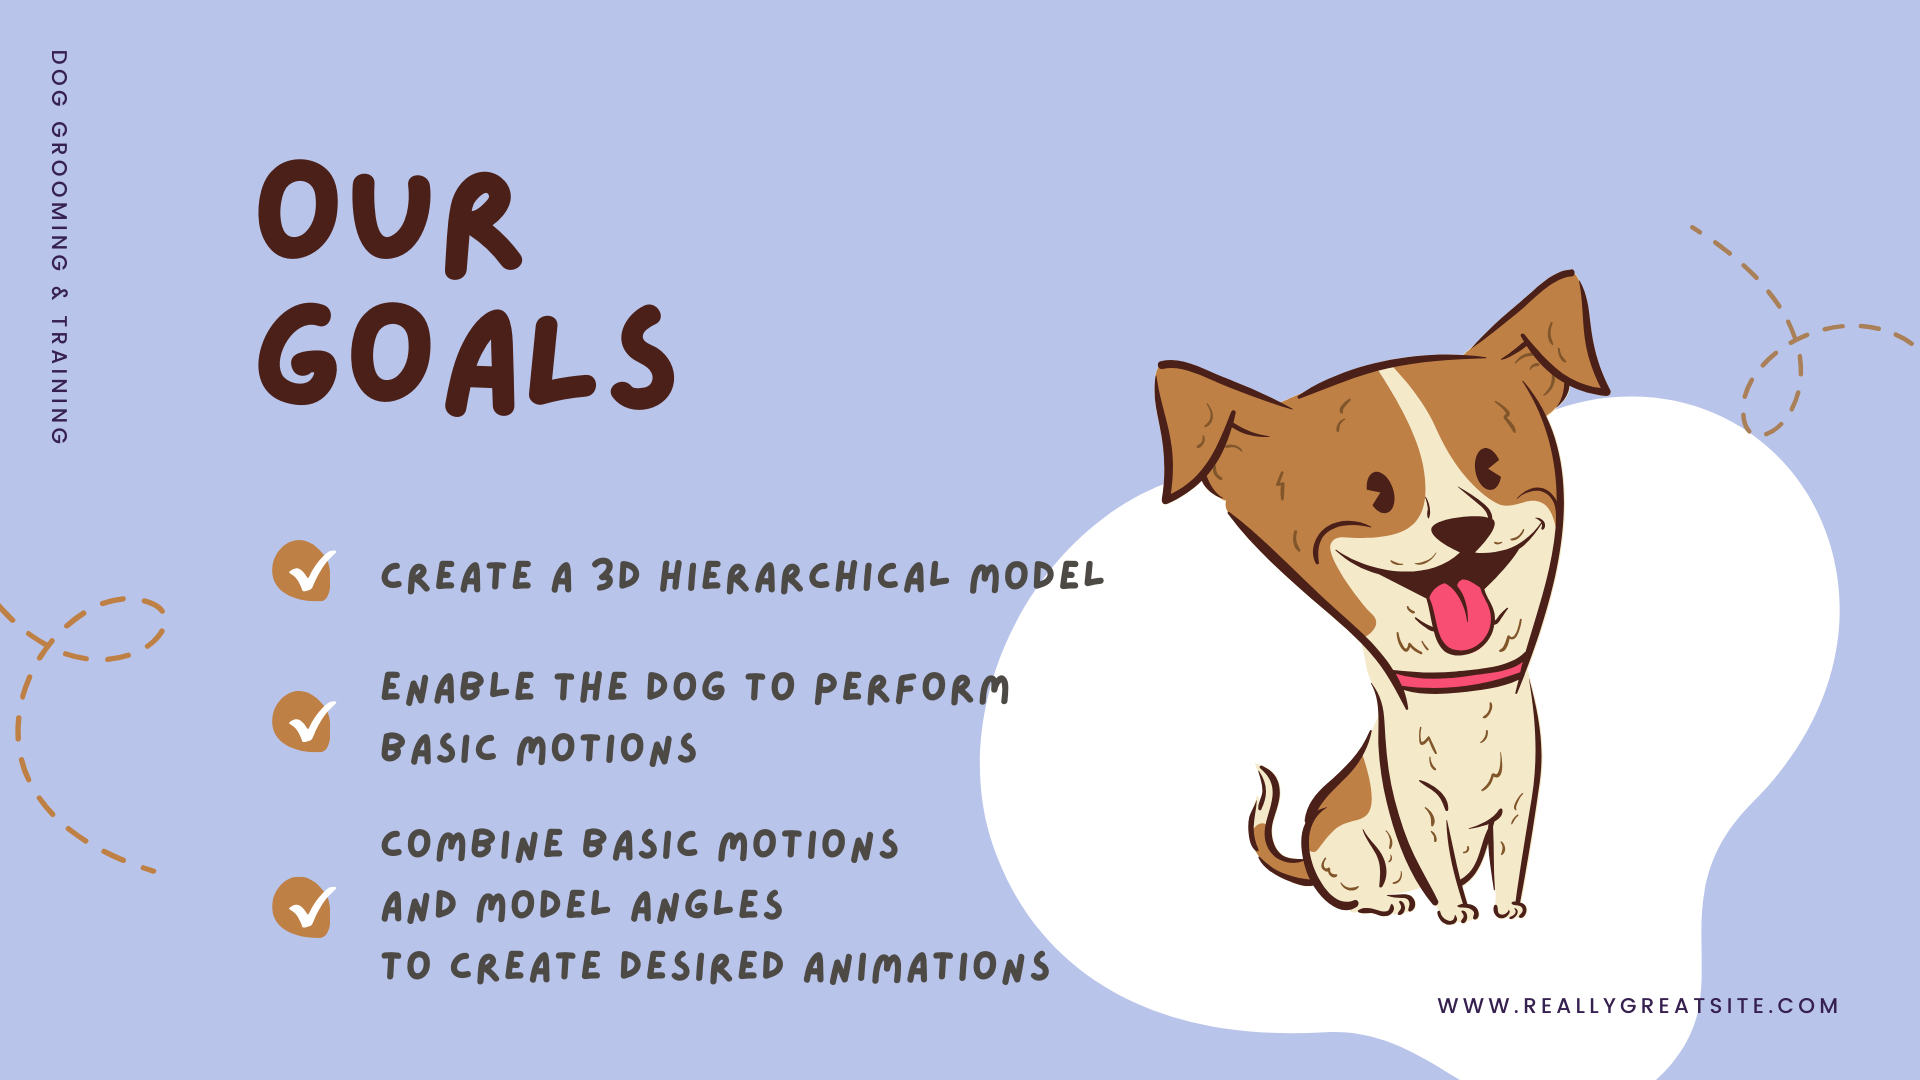 DOG GROOMING & TRAINING
OUR
GOALS
CREATE A 3D HIERARCHICAL MODEL
ENABLE THE DOG TO PERFORM
BASIC MOTIONS
COMBINE BASIC MOTIONS
AND MODEL ANGLES
TO CREATE DESIRED ANIMATIONS
WWW.REALLYGREATSITE.COM